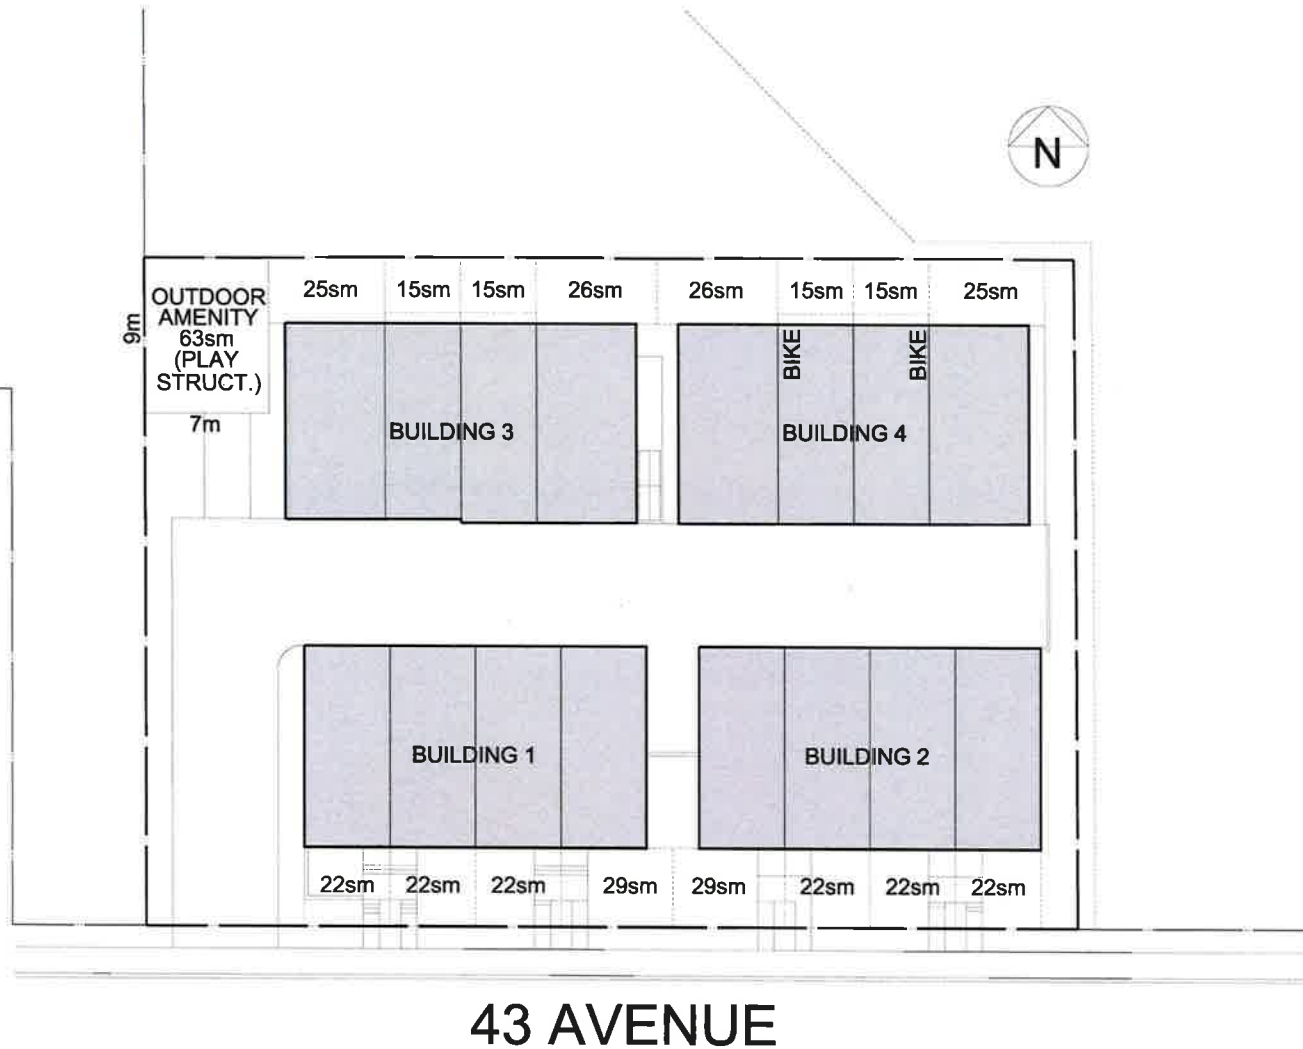 N
OUTDOOR
AMENITY
63sm
(PLAY
STRUCT.)
9m
7m
25sm
15sm
15sm
26sm
26sm
15sm
15sm
25sm
BIKE
BIKE
BUILDING 3
BUILDING 4
BUILDING 1
BUILDING 2
22sm
22sm
22sm
29sm
29sm
22sm
22sm
22sm
43 AVENUE